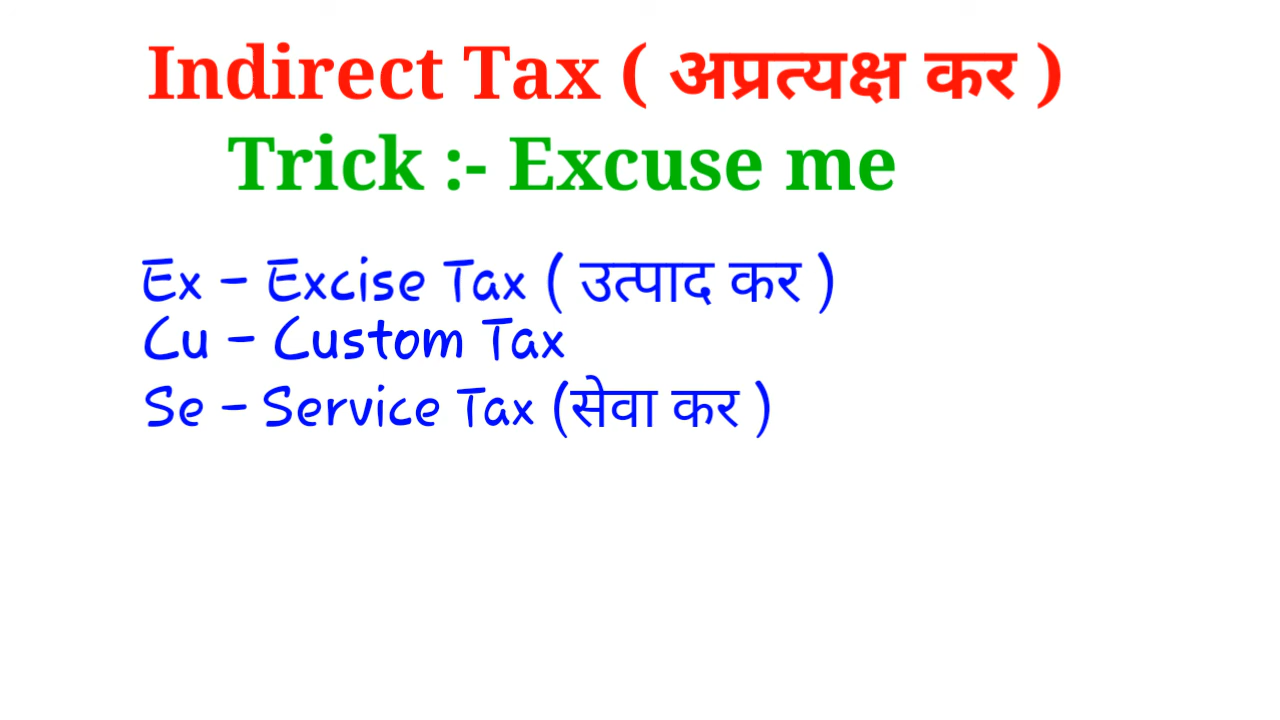 Indirect Tax ( अप्रत्यक्ष कर )
Trick :- Excuse me
Ex - Excise Tax ( उत्पाद कर )
Cu - Custom Tax
Se - Service Tax (सेवा कर )